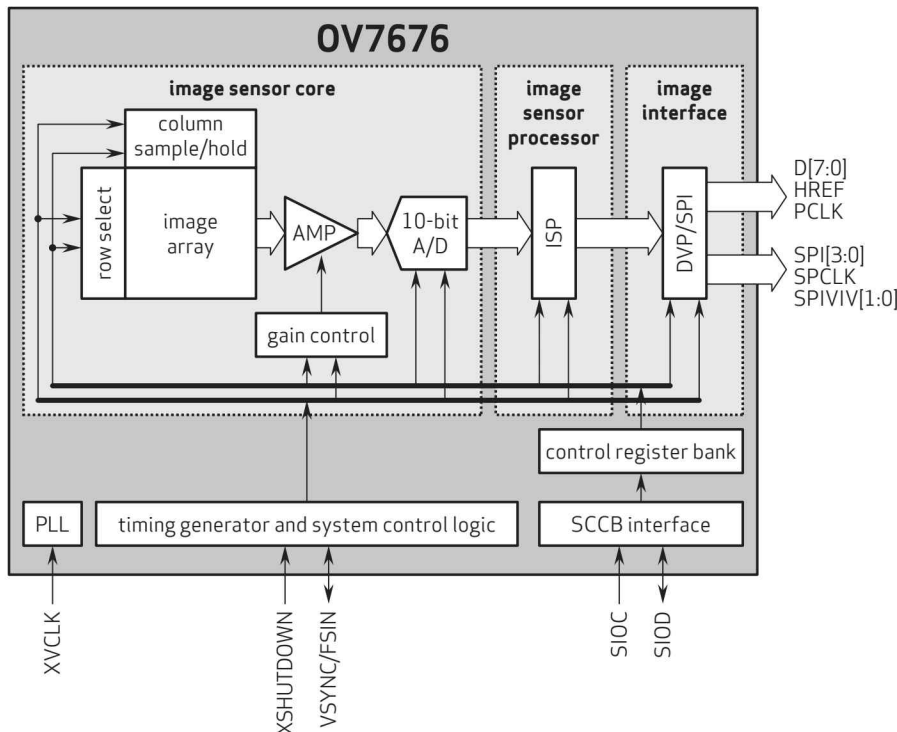 OV7676
image sensor core
image
sensor
processor
image
interface
column
sample/hold
row select
image
array
AMP
10-bit
A/D
ISP
DVP/SPI
D[7:0]
HREF
PCLK
SPI[3:0]
SPCLK
SPIVIV[1:0]
gain control
control register bank
PLL
timing generator and system control logic
SCCB interface
XVCLK
XSHUTDOWN
VSYNC/FSIN
SIOC
SIOD